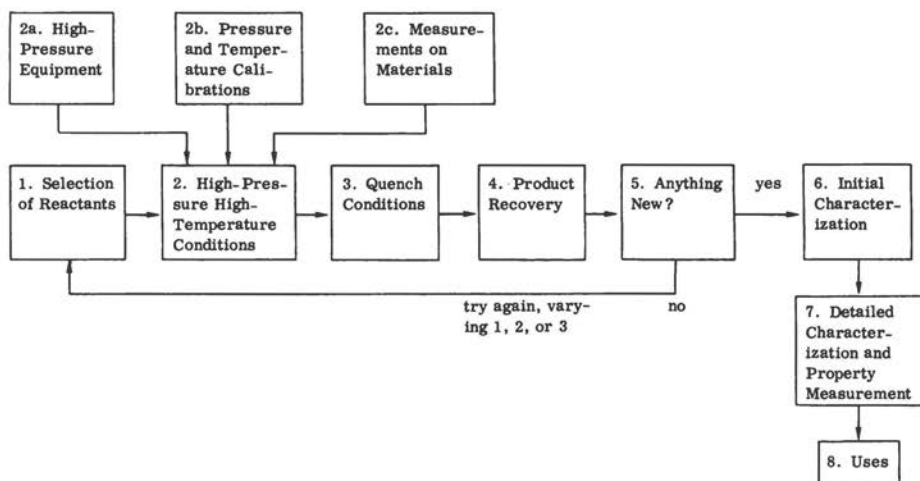 2a. High-
Pressure
Equipment
2b. Pressure
and Temper-
ature Cali-
brations
2c. Measure-
ments on
Materials
1. Selection
of Reactants
2. High-Pres-
sure High-
Temperature
Conditions
3. Quench
Conditions
4. Product
Recovery
5. Anything
New?
yes
6. Initial
Character-
ization
try again, vary-
ing 1, 2, or 3
no
7. Detailed
Character-
ization and
Property
Measurement
8. Uses